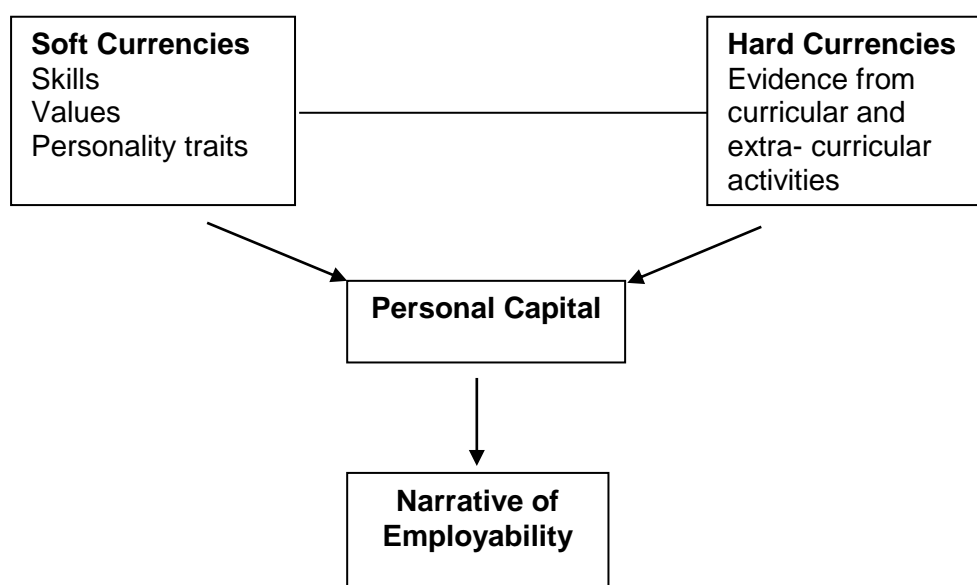 Soft Currencies
Skills
Values
Personality traits
Hard Currencies
Evidence from
curricular and
extra- curricular
activities
Personal Capital
Narrative of
Employability